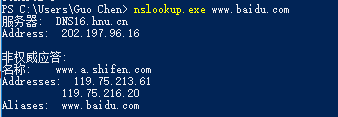 PS C:\Users\Guo Chen> nslookup.exe www.baidu.com
服务器:  DNS16.hnu.cn
Address:  202.197.96.16
非权威应答:
名称:    www.a.shifen.com
Addresses:  119.75.213.61
119.75.216.20
Aliases:  www.baidu.com